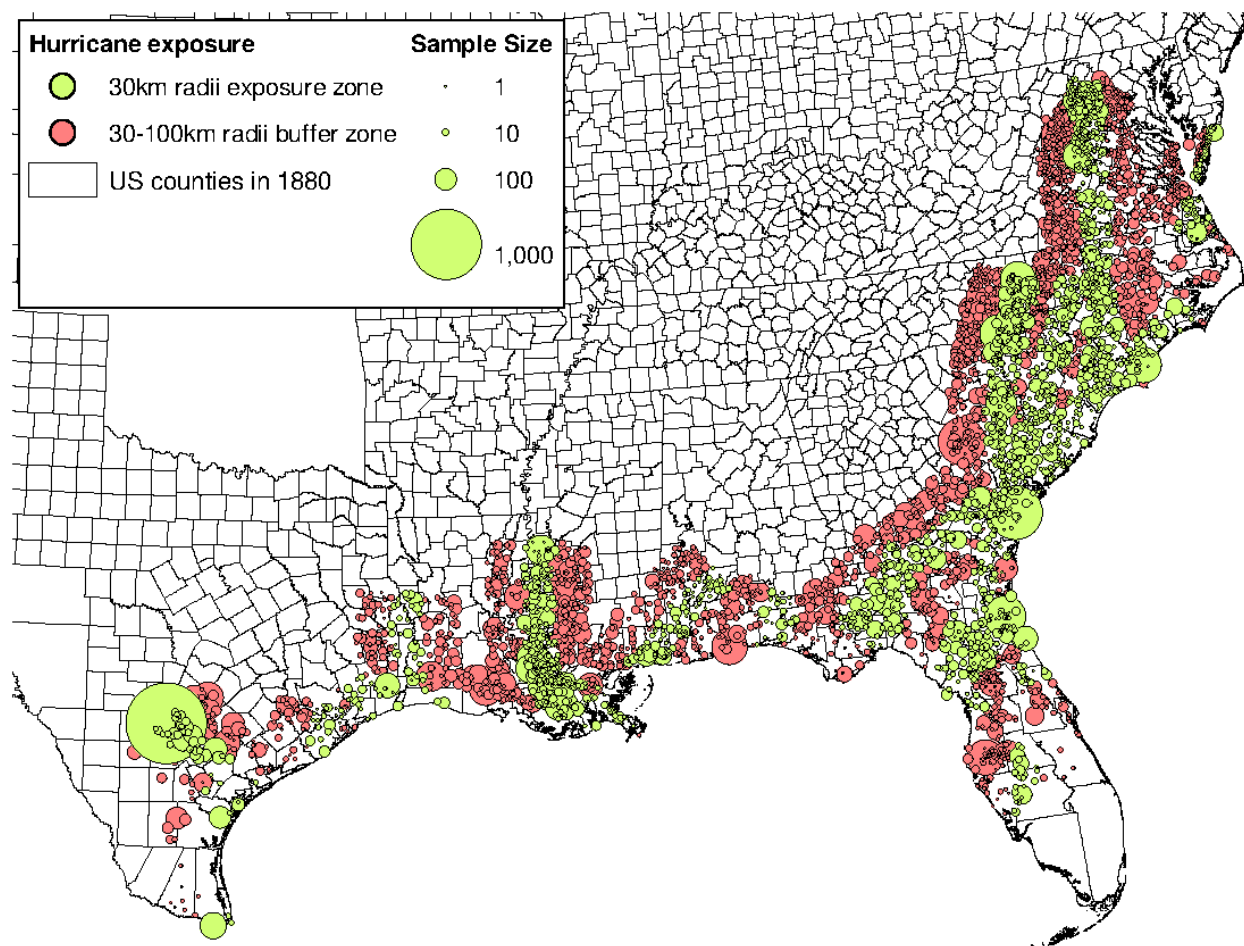 Hurricane exposure
30km radii exposure zone
30-100km radii buffer zone
US counties in 1880
Sample Size
1
10
100
1,000